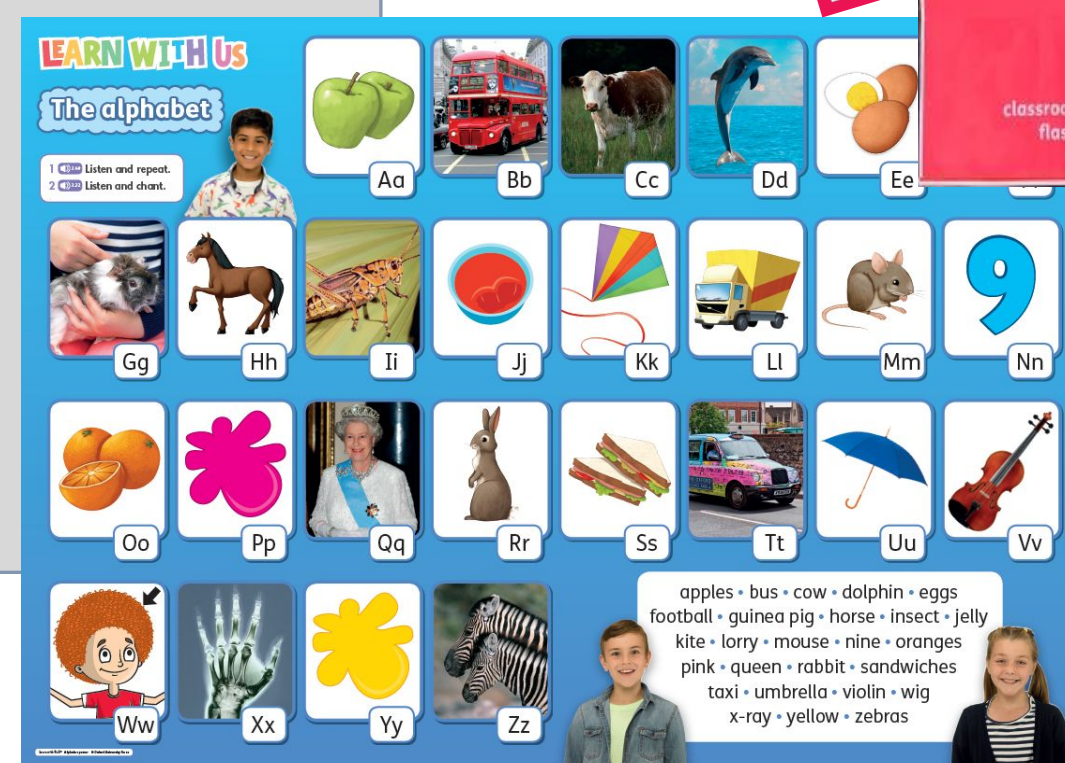 LEARN WITH US
The alphabet
1 2.68 Listen and repeat.
2 Listen and chant.
Aa Bb Cc Dd Ee
Gg Hh Ii Jj Kk Ll Mm Nn
9
Oo Pp Qq Rr Ss Tt Uu Vv
Ww Xx Yy Zz
apples • bus • cow • dolphin • eggs
football • guinea pig • horse • insect • jelly
kite • lorry • mouse • nine • oranges
pink • queen • rabbit • sandwiches
taxi • umbrella • violin • wig
x-ray • yellow • zebras